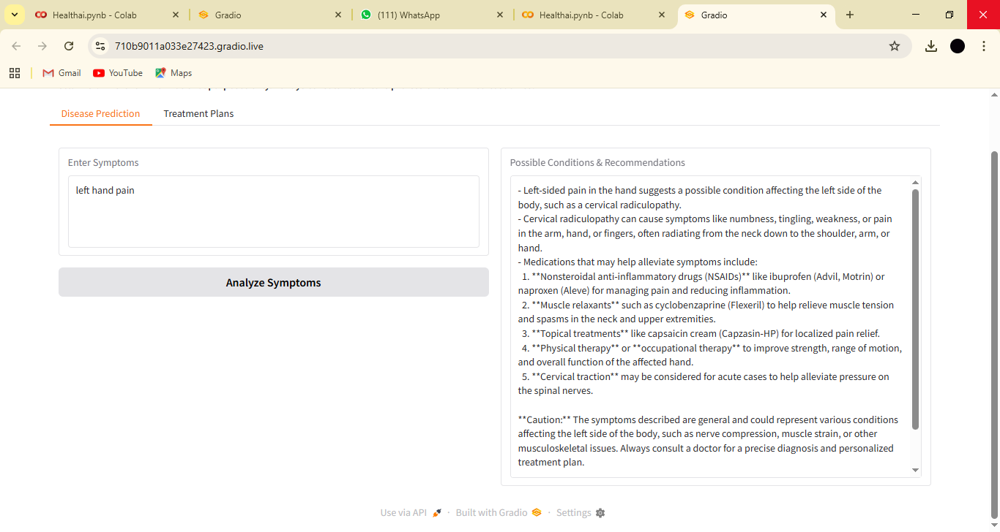 Healthai.pynb - Colab
Gradio
(111) WhatsApp
Healthai.pynb - Colab
Gradio
710b9011a033e27423.gradio.live
Gmail
YouTube
Maps
Disease Prediction
Treatment Plans
Enter Symptoms
left hand pain
Analyze Symptoms
Possible Conditions & Recommendations
- Left-sided pain in the hand suggests a possible condition affecting the left side of the
body, such as a cervical radiculopathy.
- Cervical radiculopathy can cause symptoms like numbness, tingling, weakness, or pain
in the arm, hand, or fingers, often radiating from the neck down to the shoulder, arm, or
hand.
- Medications that may help alleviate symptoms include:
1. **Nonsteroidal anti-inflammatory drugs (NSAIDs)** like ibuprofen (Advil, Motrin) or
naproxen (Aleve) for managing pain and reducing inflammation.
2. **Muscle relaxants** such as cyclobenzaprine (Flexeril) to help relieve muscle tension
and spasms in the neck and upper extremities.
3. **Topical treatments** like capsaicin cream (Capzasin-HP) for localized pain relief.
4. **Physical therapy** or **occupational therapy** to improve strength, range of motion,
and overall function of the affected hand.
5. **Cervical traction** may be considered for acute cases to help alleviate pressure on
the spinal nerves.
**Caution:** The symptoms described are general and could represent various conditions
affecting the left side of the body, such as nerve compression, muscle strain, or other
musculoskeletal issues. Always consult a doctor for a precise diagnosis and personalized
treatment plan.
Use via API · Built with Gradio · Settings